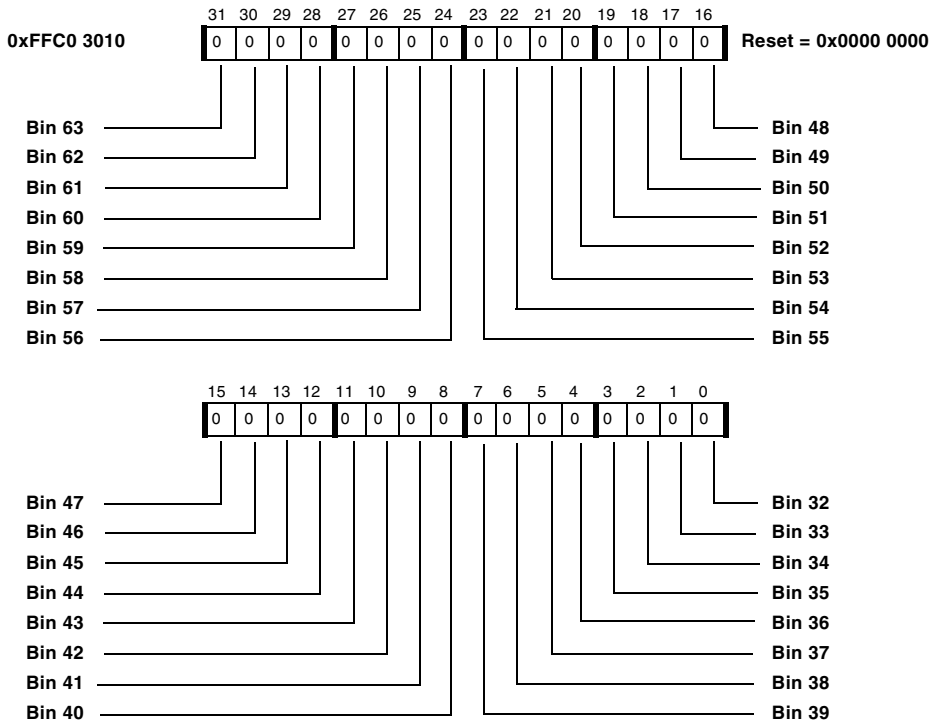 31 30 29 28 27 26 25 24 23 22 21 20 19 18 17 16
0xFFC0 3010 0 0 0 0 0 0 0 0 0 0 0 0 0 0 0 0 Reset = 0x0000 0000
Bin 63 Bin 48
Bin 62 Bin 49
Bin 61 Bin 50
Bin 60 Bin 51
Bin 59 Bin 52
Bin 58 Bin 53
Bin 57 Bin 54
Bin 56 Bin 55
15 14 13 12 11 10 9 8 7 6 5 4 3 2 1 0
0 0 0 0 0 0 0 0 0 0 0 0 0 0 0 0
Bin 47 Bin 32
Bin 46 Bin 33
Bin 45 Bin 34
Bin 44 Bin 35
Bin 43 Bin 36
Bin 42 Bin 37
Bin 41 Bin 38
Bin 40 Bin 39